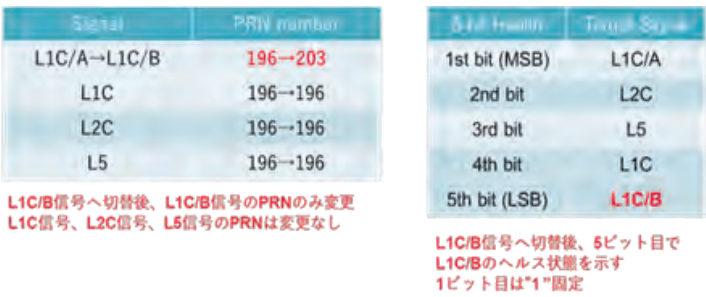 Signal PRN number
L1C/A→L1C/B 196→203
L1C 196→196
L2C 196→196
L5 196→196
L1C/B信号へ切替後、L1C/B信号のPRNのみ変更
L1C信号、L2C信号、L5信号のPRNは変更なし
5-bit Health Target Signal
1st bit (MSB) L1C/A
2nd bit L2C
3rd bit L5
4th bit L1C
5th bit (LSB) L1C/B
L1C/B信号へ切替後、5ビット目で
L1C/Bのヘルス状態を示す
1ビット目は"1"固定